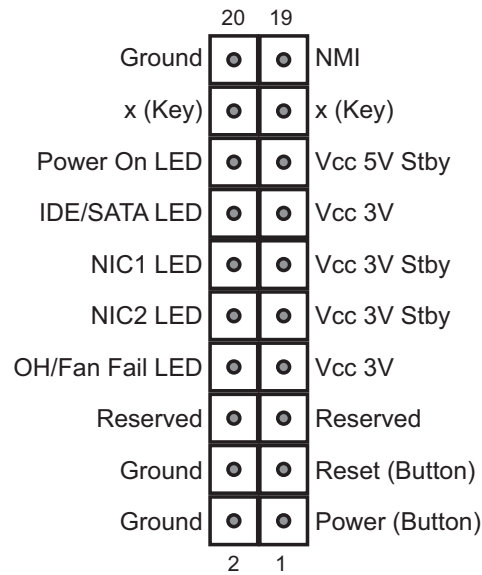 20 19
Ground NMI
x (Key) x (Key)
Power On LED Vcc 5V Stby
IDE/SATA LED Vcc 3V
NIC1 LED Vcc 3V Stby
NIC2 LED Vcc 3V Stby
OH/Fan Fail LED Vcc 3V
Reserved Reserved
Ground Reset (Button)
Ground Power (Button)
2 1